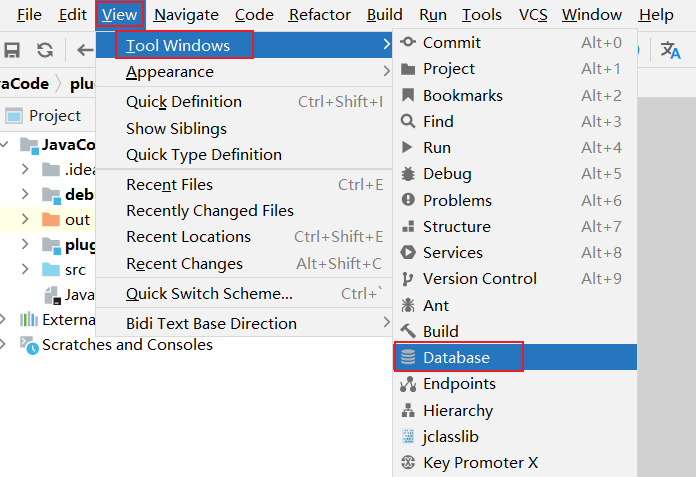 File Edit View Navigate Code Refactor Build Run Tools VCS Window Help
vaCode plug
Project
JavaCo
.idea
deb
out
plug
src
Java
Externa
Scratches and Consoles
Tool Windows
Appearance
Quick Definition Ctrl+Shift+I
Show Siblings
Quick Type Definition
Recent Files Ctrl+E
Recently Changed Files
Recent Locations Ctrl+Shift+E
Recent Changes Alt+Shift+C
Quick Switch Scheme... Ctrl+`
Bidi Text Base Direction
Commit Alt+0
Project Alt+1
Bookmarks Alt+2
Find Alt+3
Run Alt+4
Debug Alt+5
Problems Alt+6
Structure Alt+7
Services Alt+8
Version Control Alt+9
Ant
Build
Database
Endpoints
Hierarchy
jclasslib
Key Promoter X